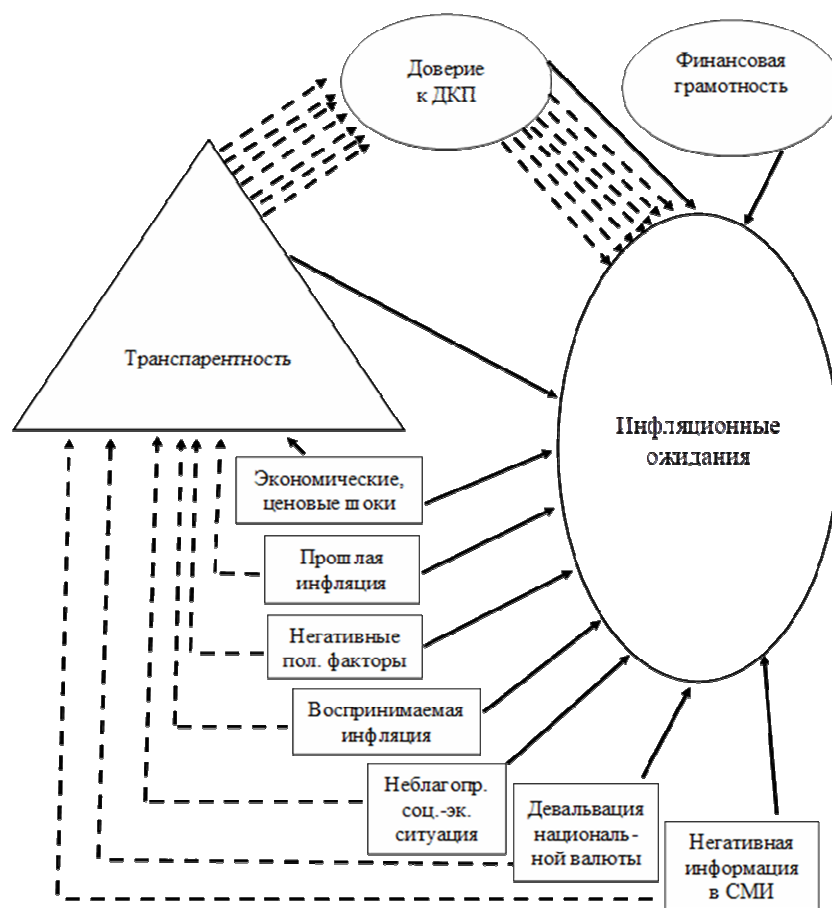 Доверие
к ДКП
Финансовая
грамотность
Транспарентность
Инфляционные
ожидания
Экономические,
ценовые шоки
Прошлая
инфляция
Негативные
пол. факторы
Воспринимаемая
инфляция
Неблагопр.
соц.-эк.
ситуация
Девальвация
националь-
ной валюты
Негативная
информация
в СМИ